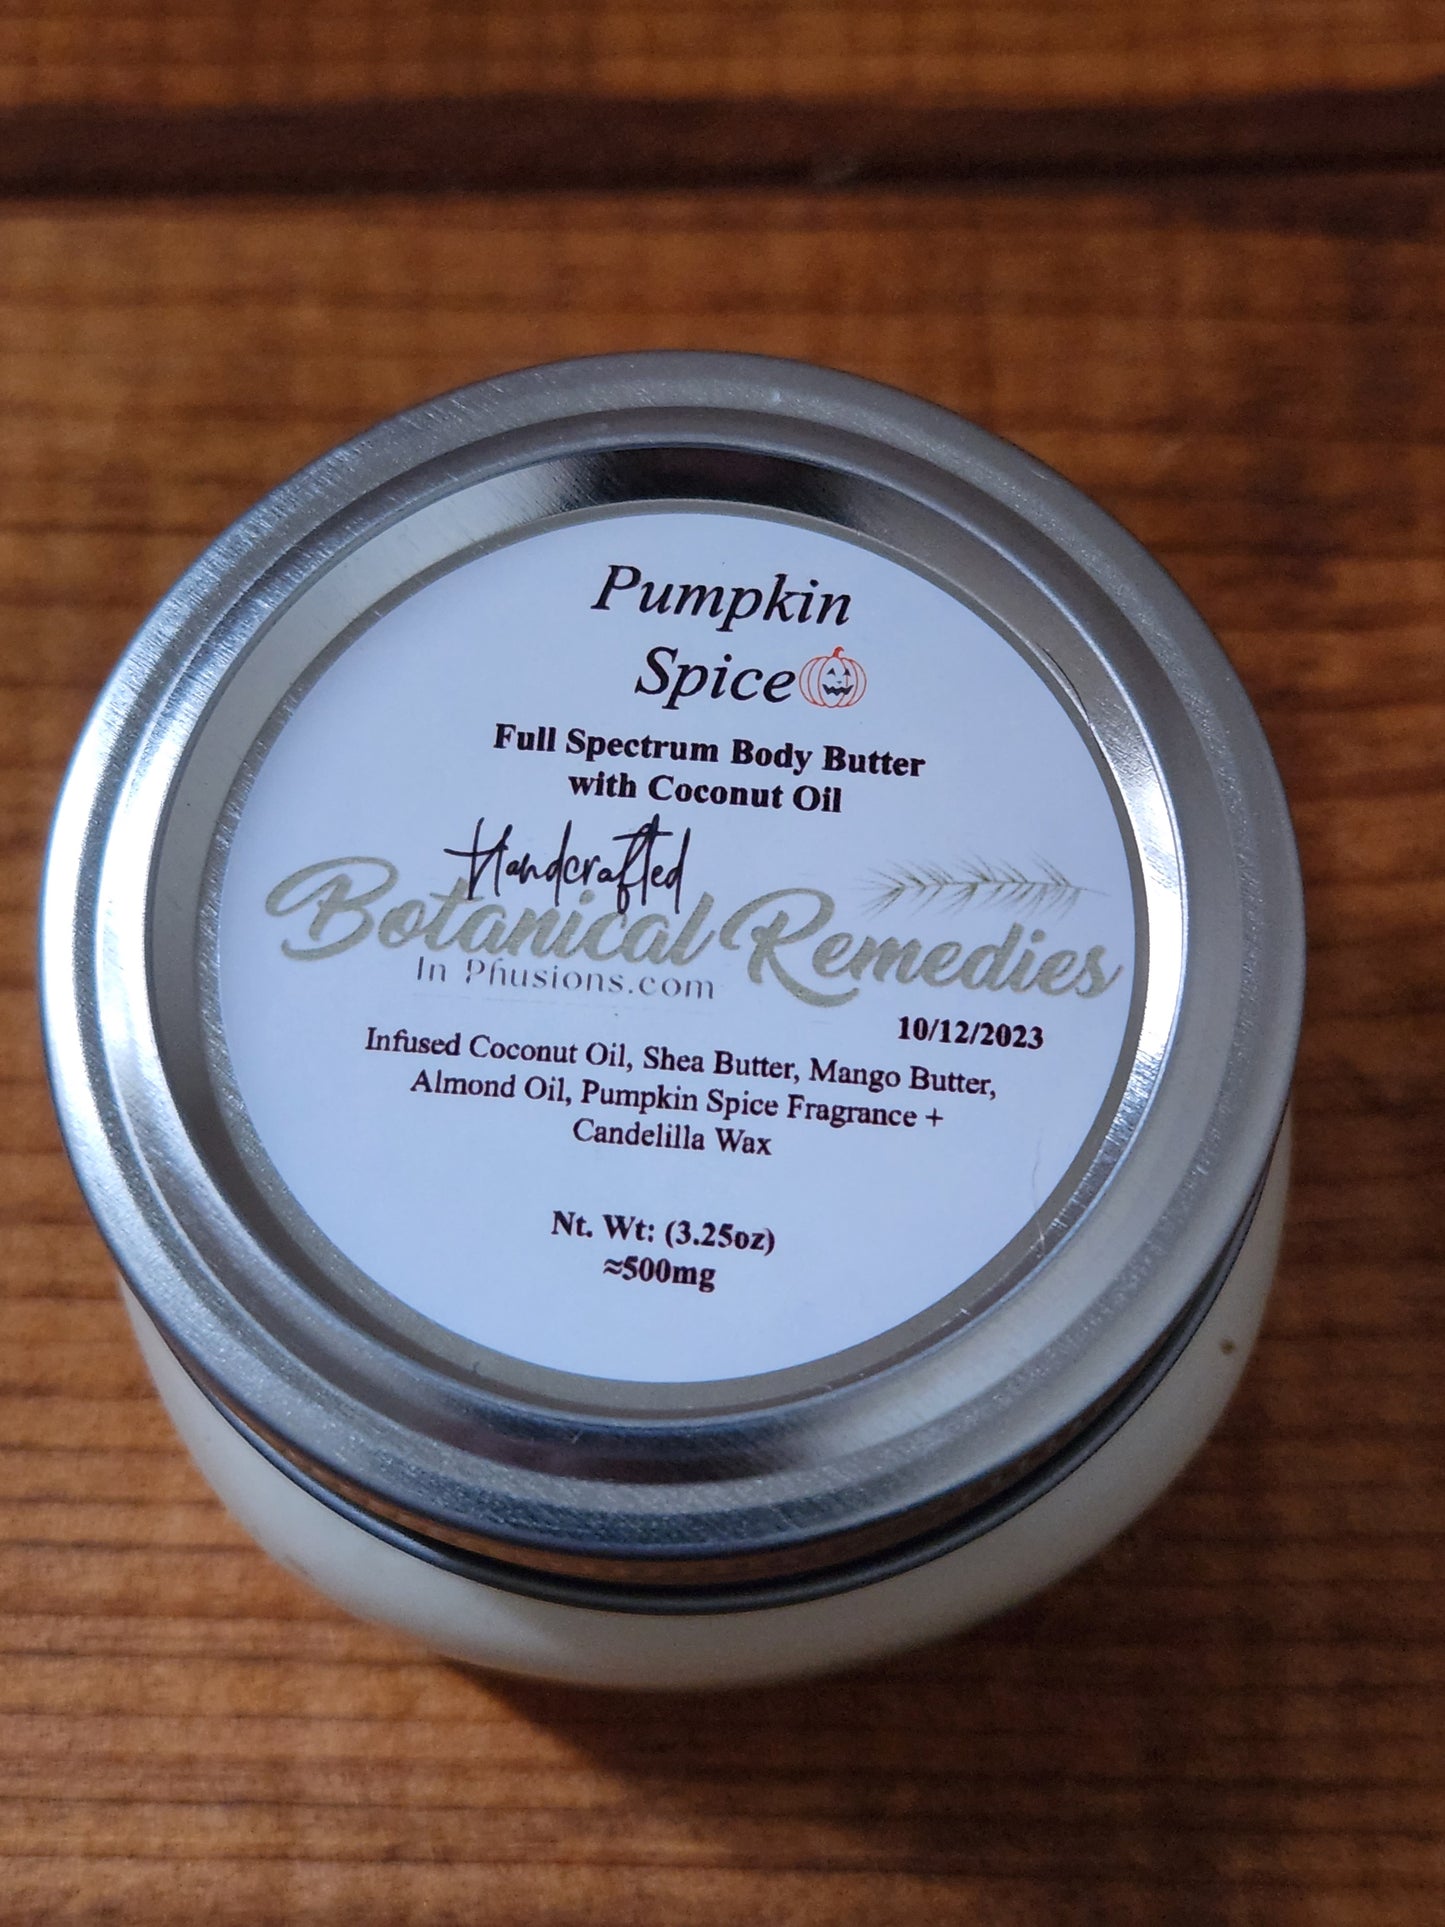 Pumpkin
Spice
Full Spectrum Body Butter
with Coconut Oil
Handcrafted
Botanical Remedies
In Phusions.com
10/12/2023
Infused Coconut Oil, Shea Butter, Mango Butter,
Almond Oil, Pumpkin Spice Fragrance +
Candelilla Wax
Nt. Wt: (3.25oz)
≈500mg